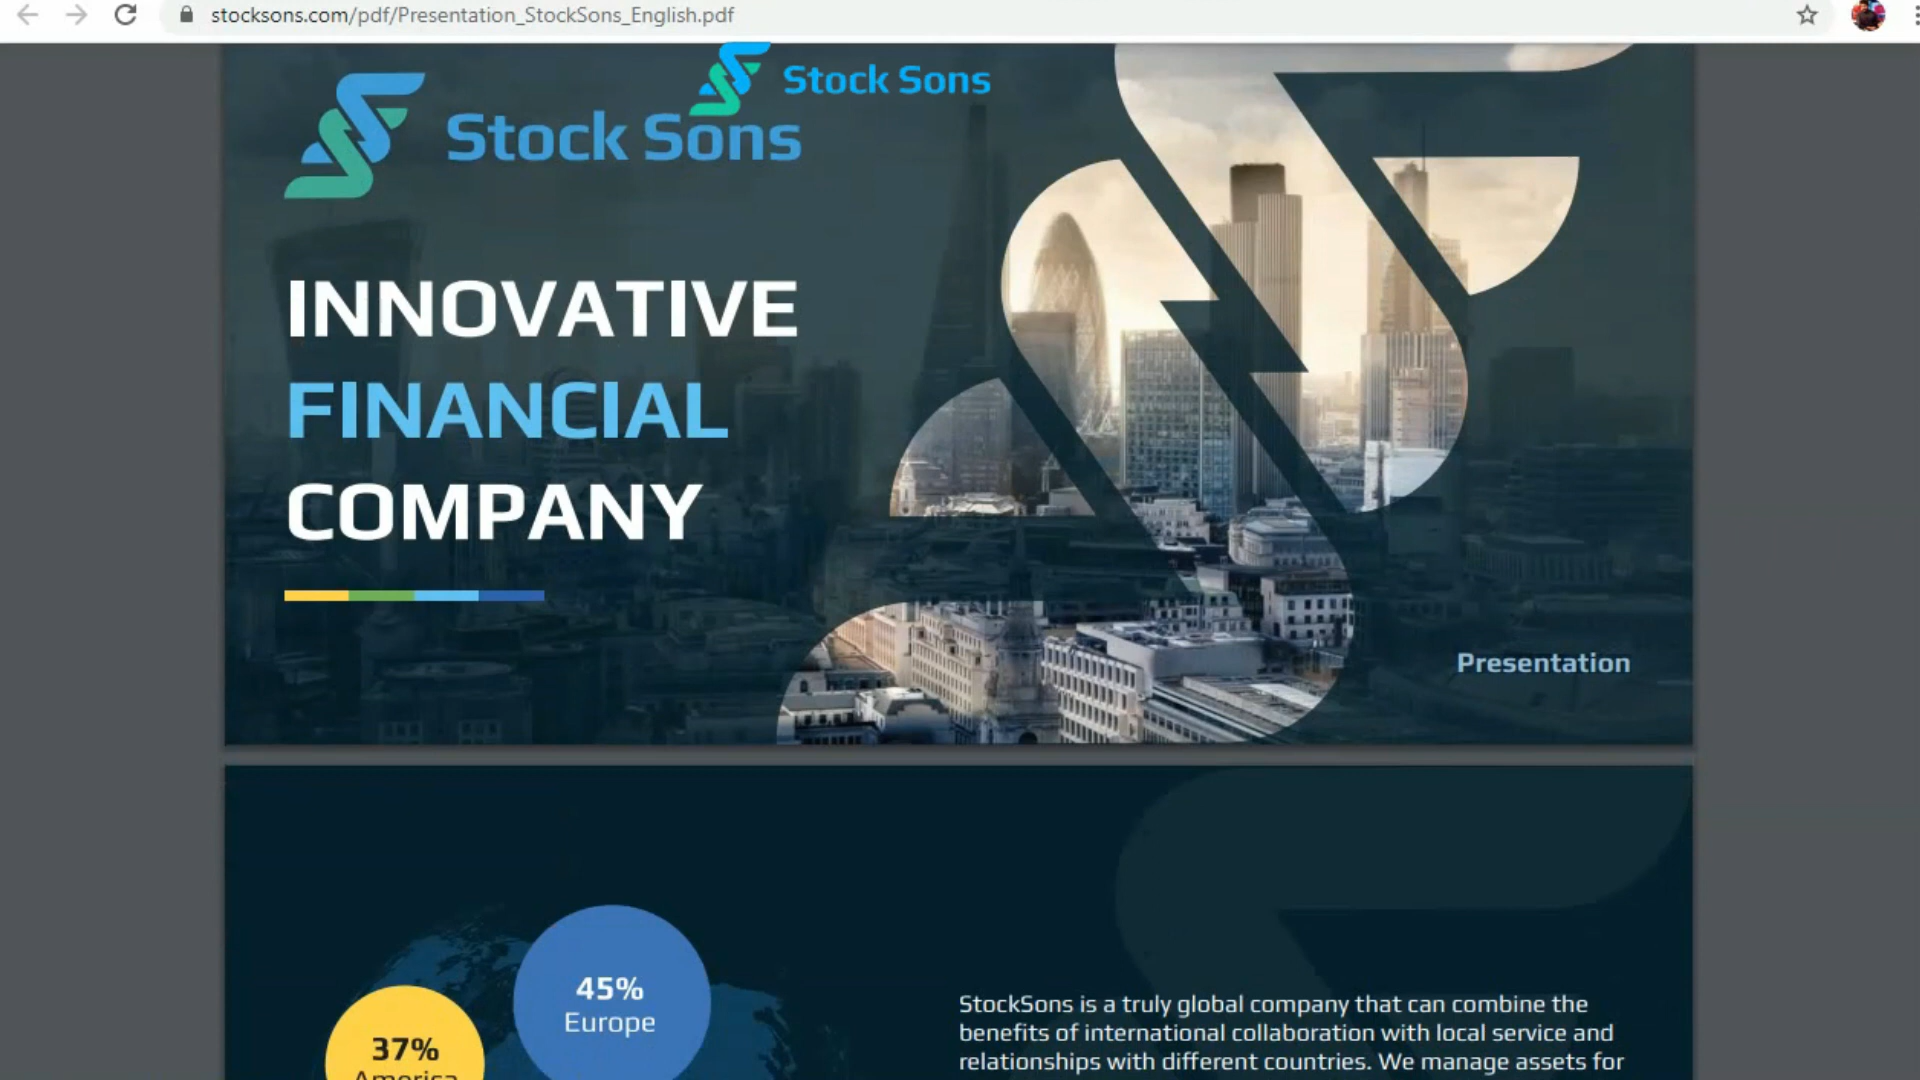 stocksons.com/pdf/Presentation_StockSons_English.pdf
Stock Sons
Stock Sons
INNOVATIVE
FINANCIAL
COMPANY
Presentation
45%
Europe
37%
America
StockSons is a truly global company that can combine the
benefits of international collaboration with local service and
relationships with different countries. We manage assets for